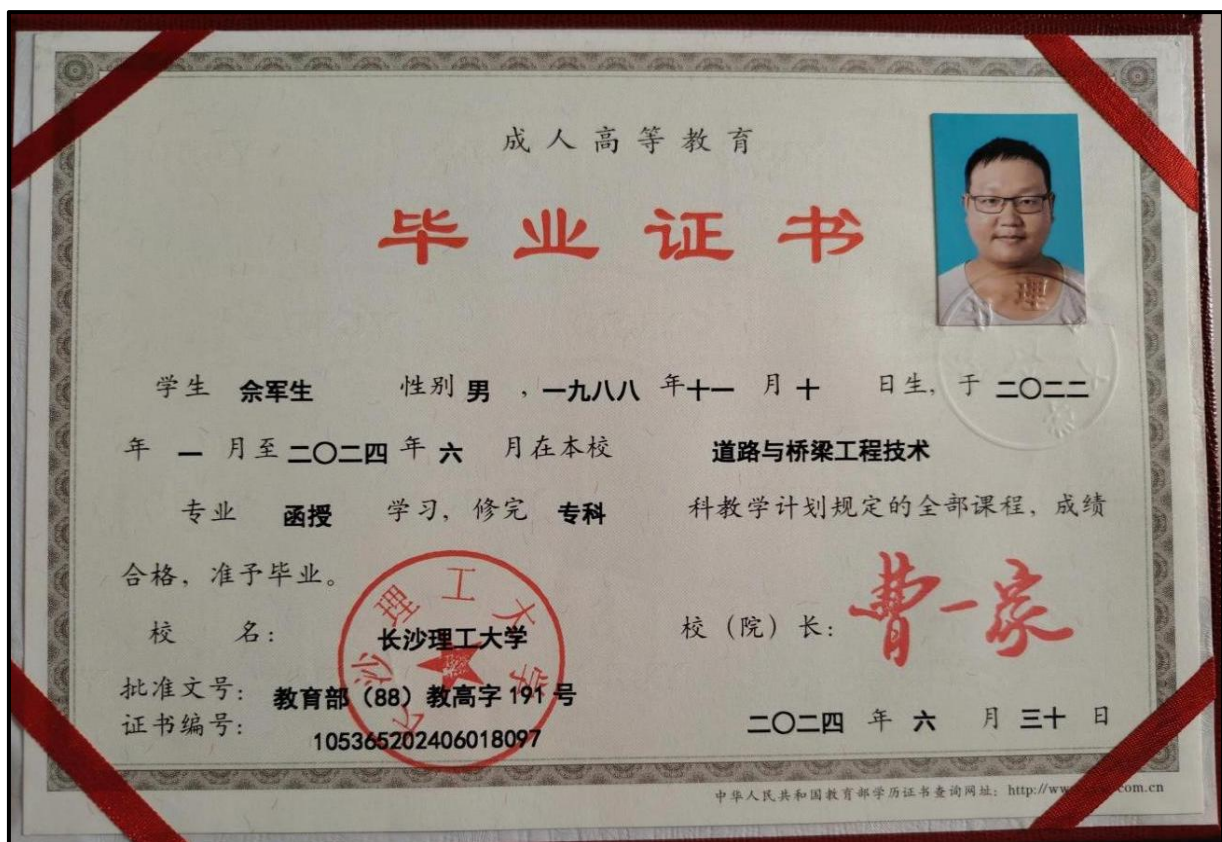 成人高等教育
毕业证书
学生 佘军生 性别 男 ，一九八八 年十一 月 十 日生，于 二〇二二
年 一 月至 二〇二四 年 六 月在本校 道路与桥梁工程技术
专业 函授 学习，修完 专科 科教学计划规定的全部课程，成绩
合格，准予毕业。
校 名： 长沙理工大学 校（院）长： 曹一家
批准文号： 教育部（88）教高字 191 号
证书编号： 105365202406018097 二〇二四 年 六 月 三十 日
长沙理工大学
中华人民共和国教育部学历证书查询网址：http://ww com.cn